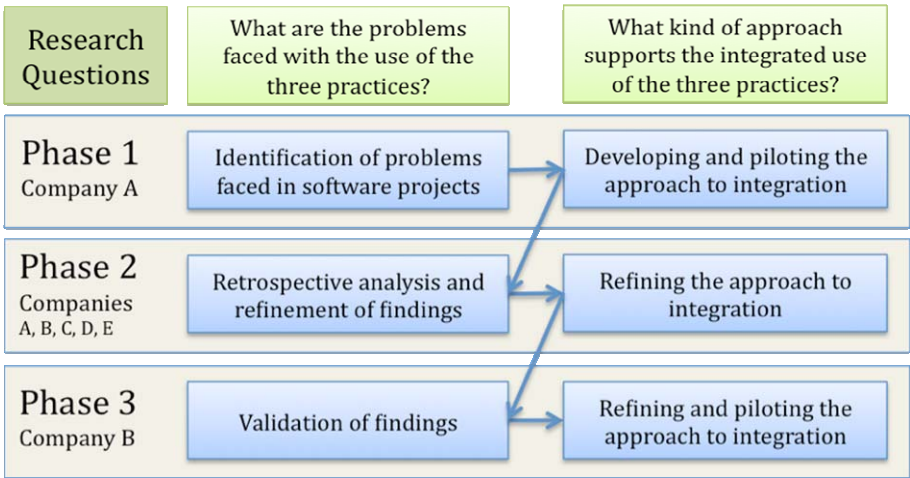 Research
Questions
What are the problems
faced with the use of the
three practices?
What kind of approach
supports the integrated use
of the three practices?
Phase 1
Company A
Identification of problems
faced in software projects
Developing and piloting the
approach to integration
Phase 2
Companies
A, B, C, D, E
Retrospective analysis and
refinement of findings
Refining the approach to
integration
Phase 3
Company B
Validation of findings
Refining and piloting the
approach to integration